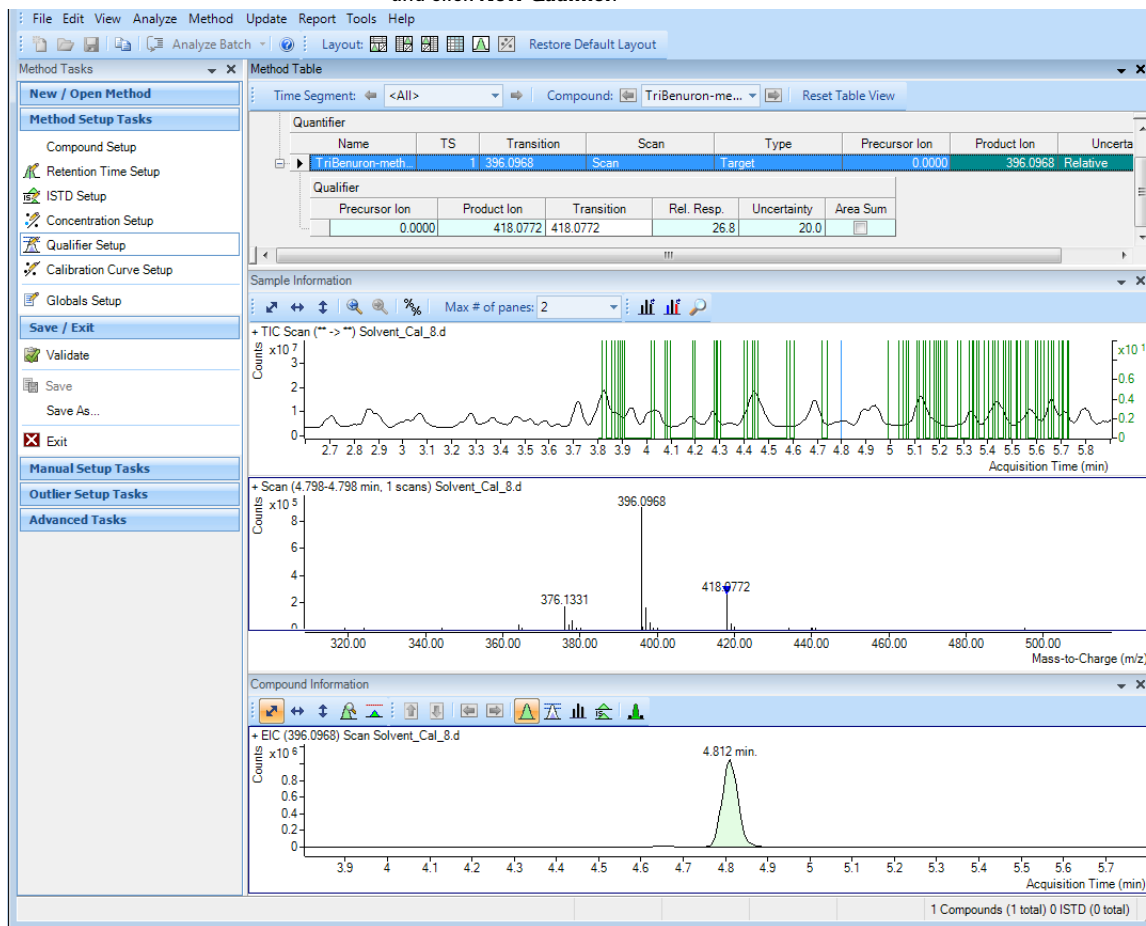 and click New Qualifier.
File Edit View Analyze Method Update Report Tools Help
Analyze Batch Layout: Restore Default Layout
Method Tasks
New / Open Method
Method Setup Tasks
Compound Setup
Retention Time Setup
ISTD Setup
Concentration Setup
Qualifier Setup
Calibration Curve Setup
Globals Setup
Save / Exit
Validate
Save
Save As...
Exit
Manual Setup Tasks
Outlier Setup Tasks
Advanced Tasks
Method Table
Time Segment: <All> Compound: TriBenuron-me... Reset Table View
Quantifier
Name TS Transition Scan Type Precursor Ion Product Ion Uncerta
TriBenuron-meth... 1 396.0968 Scan Target 0.0000 396.0968 Relative
Qualifier
Precursor Ion Product Ion Transition Rel. Resp. Uncertainty Area Sum
0.0000 418.0772 418.0772 26.8 20.0
Sample Information
Max # of panes: 2
+ TIC Scan (** -> **) Solvent_Cal_8.d
Counts
x10 7
3
2
1
0
x10 1
0.6
0.4
0.2
0
2.7 2.8 2.9 3 3.1 3.2 3.3 3.4 3.5 3.6 3.7 3.8 3.9 4 4.1 4.2 4.3 4.4 4.5 4.6 4.7 4.8 4.9 5 5.1 5.2 5.3 5.4 5.5 5.6 5.7 5.8
Acquisition Time (min)
+ Scan (4.798-4.798 min, 1 scans) Solvent_Cal_8.d
Counts
x10 5
8
6
4
2
0
396.0968
418.0772
376.1331
320.00 340.00 360.00 380.00 400.00 420.00 440.00 460.00 480.00 500.00
Mass-to-Charge (m/z)
Compound Information
+ EIC (396.0968) Scan Solvent_Cal_8.d
Counts
x10 6
0.8
0.6
0.4
0.2
0
4.812 min.
3.9 4 4.1 4.2 4.3 4.4 4.5 4.6 4.7 4.8 4.9 5 5.1 5.2 5.3 5.4 5.5 5.6 5.7
Acquisition Time (min)
1 Compounds (1 total) 0 ISTD (0 total)